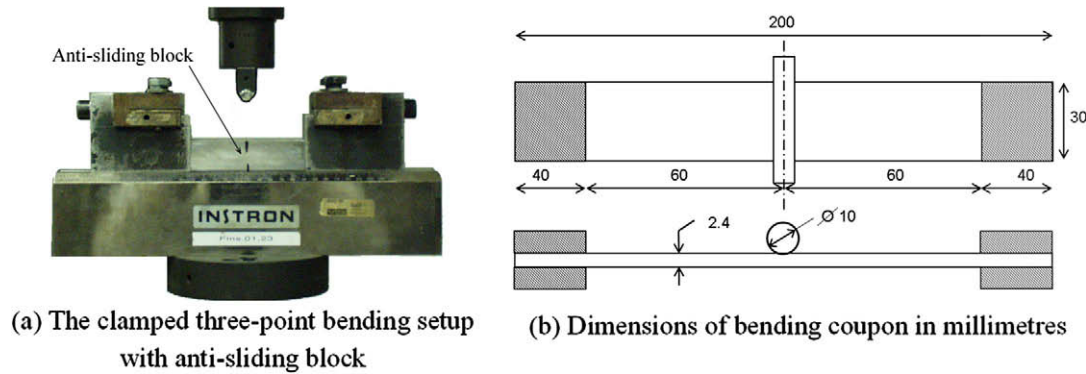 Anti-sliding block
INSTRON
(a) The clamped three-point bending setup
with anti-sliding block
200
30
40
60
60
40
2.4
Ø 10
(b) Dimensions of bending coupon in millimetres